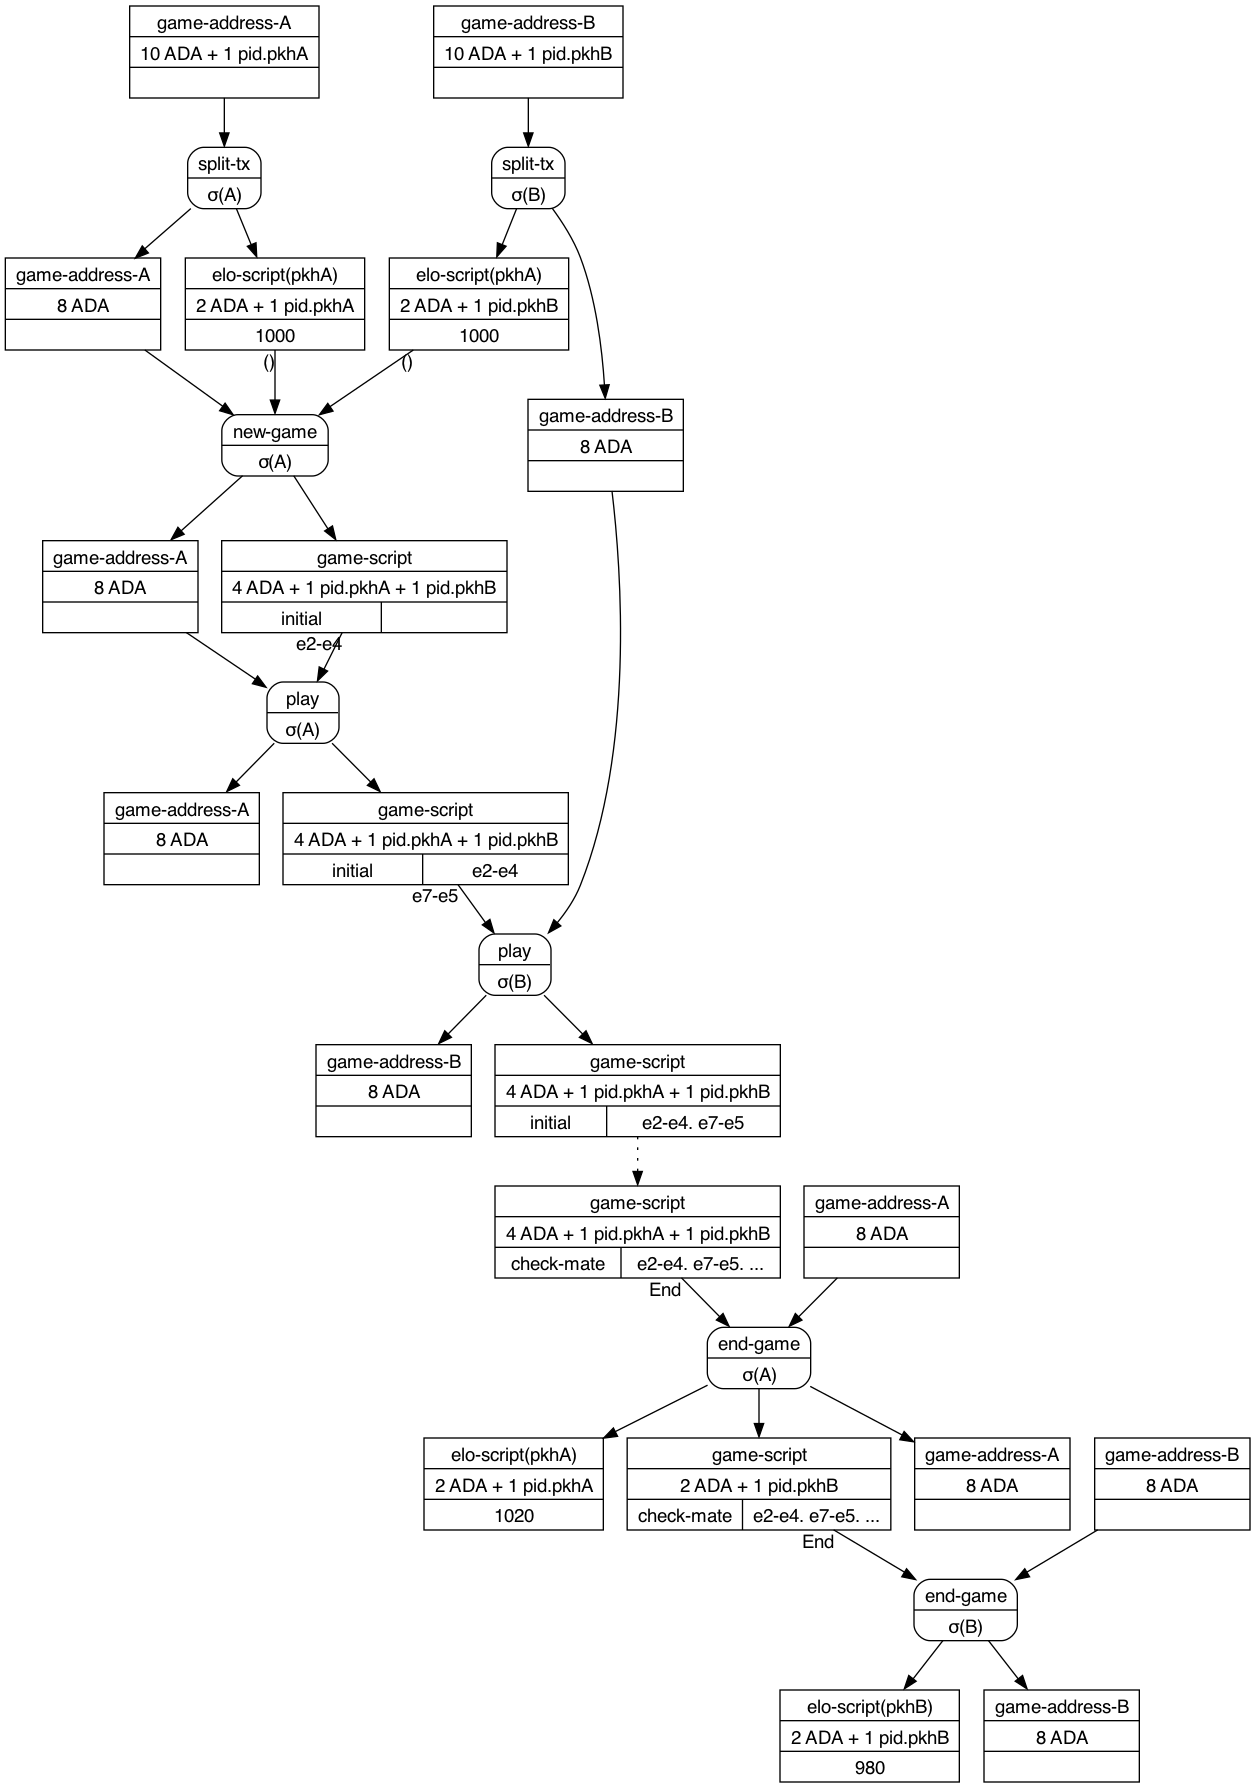 game-address-A
10 ADA + 1 pid.pkhA
game-address-B
10 ADA + 1 pid.pkhB
split-tx
σ(A)
split-tx
σ(B)
game-address-A
8 ADA
elo-script(pkhA)
2 ADA + 1 pid.pkhA
1000
()
elo-script(pkhA)
2 ADA + 1 pid.pkhB
1000
()
new-game
σ(A)
game-address-B
8 ADA
game-address-A
8 ADA
game-script
4 ADA + 1 pid.pkhA + 1 pid.pkhB
initial
e2-e4
play
σ(A)
game-address-A
8 ADA
game-script
4 ADA + 1 pid.pkhA + 1 pid.pkhB
initial e2-e4
e7-e5
play
σ(B)
game-address-B
8 ADA
game-script
4 ADA + 1 pid.pkhA + 1 pid.pkhB
initial e2-e4. e7-e5
game-script
4 ADA + 1 pid.pkhA + 1 pid.pkhB
check-mate e2-e4. e7-e5. ...
End
game-address-A
8 ADA
end-game
σ(A)
elo-script(pkhA)
2 ADA + 1 pid.pkhA
1020
game-script
2 ADA + 1 pid.pkhB
check-mate e2-e4. e7-e5. ...
End
game-address-A
8 ADA
game-address-B
8 ADA
end-game
σ(B)
elo-script(pkhB)
2 ADA + 1 pid.pkhB
980
game-address-B
8 ADA